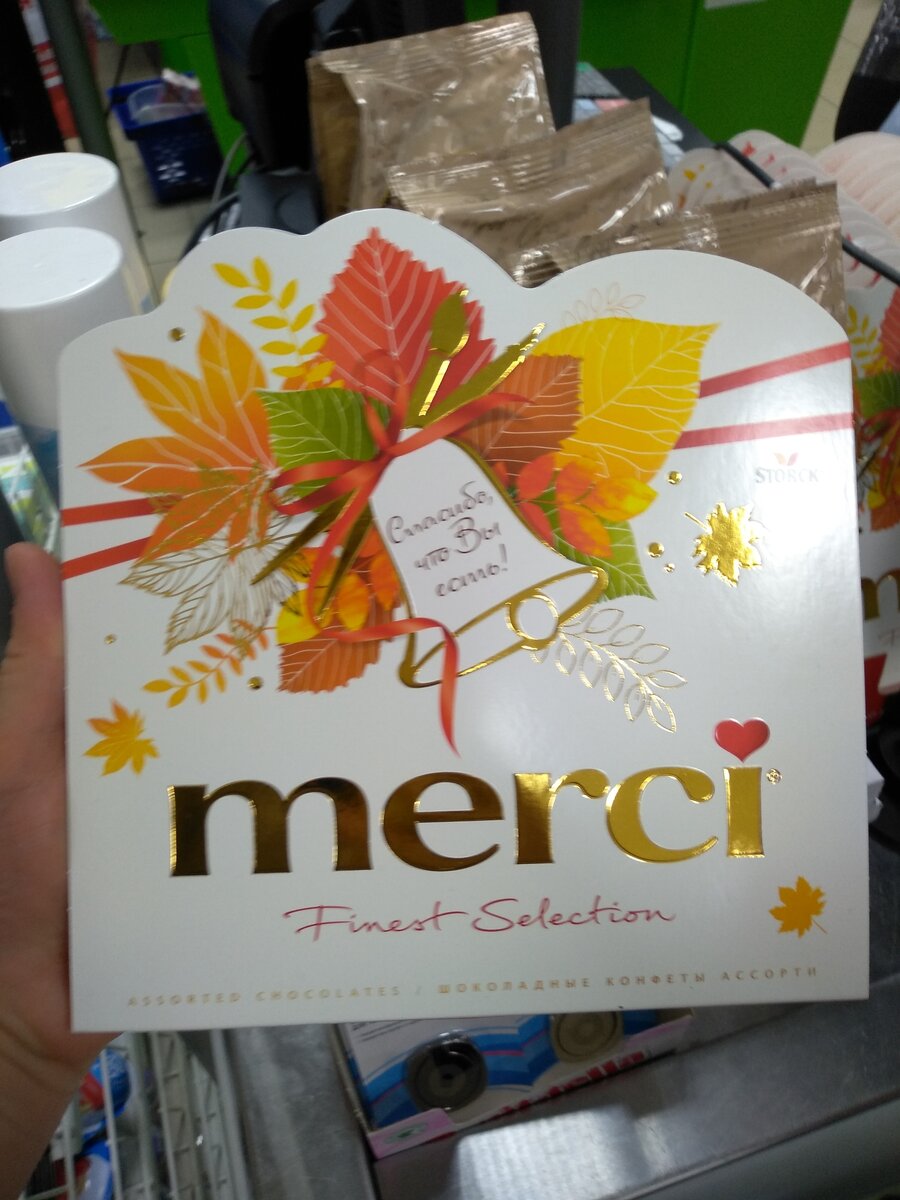 STORCK
Спасибо,
что Вы
есть!
merci
Finest Selection
ASSORTED CHOCOLATES / ШОКОЛАДНЫЕ КОНФЕТЫ АССОРТИ